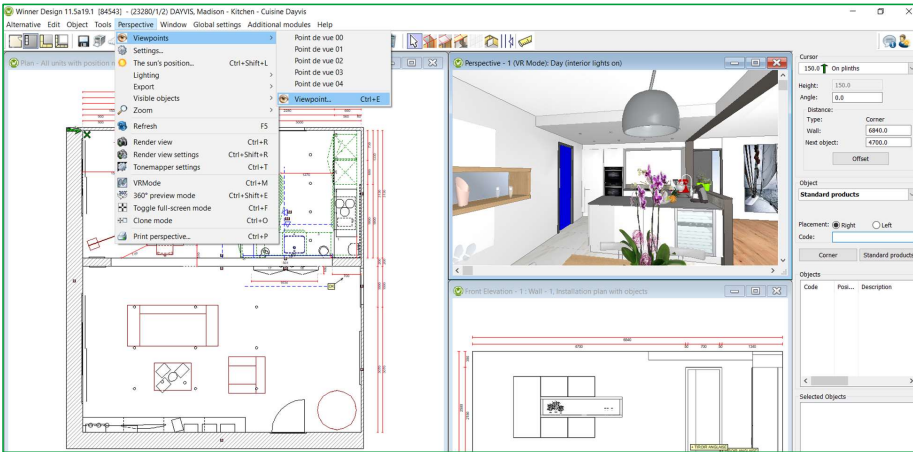 Winner Design 11.5a19.1 [84543] - (23280/1/2) DAYVIS, Madison - Kitchen - Cuisine Dayvis
Alternative Edit Object Tools Perspective Window Global settings Additional modules Help
Viewpoints
Settings...
The sun's position... Ctrl+Shift+L
Lighting
Export
Visible objects
Zoom
Refresh F5
Render view Ctrl+R
Render view settings Ctrl+Shift+R
Tonemapper settings Ctrl+T
VRMode Ctrl+M
360° preview mode Ctrl+Shift+E
Toggle full-screen mode Ctrl+F
Clone mode Ctrl+O
Print perspective... Ctrl+P
Point de vue 00
Point de vue 01
Point de vue 02
Point de vue 03
Point de vue 04
Viewpoint... Ctrl+E
Plan - All units with position n
Perspective - 1 (VR Mode): Day (interior lights on)
Front Elevation - 1 : Wall - 1, Installation plan with objects
6840
Cursor
150.0 On plinths
Height: 150.0
Angle: 0.0
Distance:
Type: Corner
Wall: 6840.0
Next object: 4700.0
Offset
Object
Standard products
Placement: Right Left
Code:
Corner Standard products
Objects
Code Posi... Description
Selected Objects